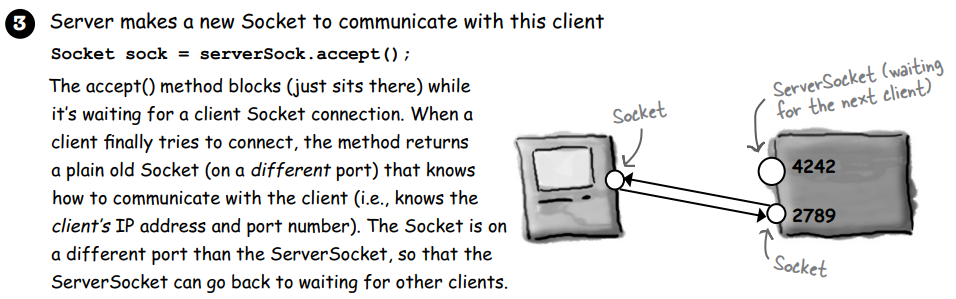 3 Server makes a new Socket to communicate with this client
Socket sock = serverSock.accept();
The accept() method blocks (just sits there) while
it's waiting for a client Socket connection. When a
client finally tries to connect, the method returns
a plain old Socket (on a different port) that knows
how to communicate with the client (i.e., knows the
client's IP address and port number). The Socket is on
a different port than the ServerSocket, so that the
ServerSocket can go back to waiting for other clients.
Socket
ServerSocket (waiting
for the next client)
4242
2789
Socket